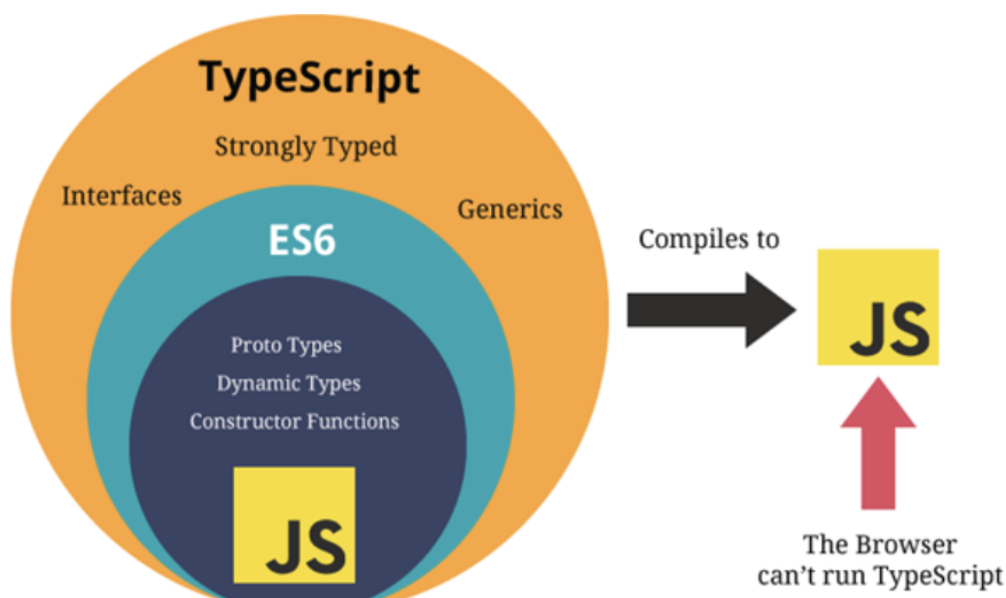 TypeScript
Strongly Typed
Interfaces
Generics
ES6
Proto Types
Dynamic Types
Constructor Functions
JS
Compiles to
JS
The Browser
can't run TypeScript